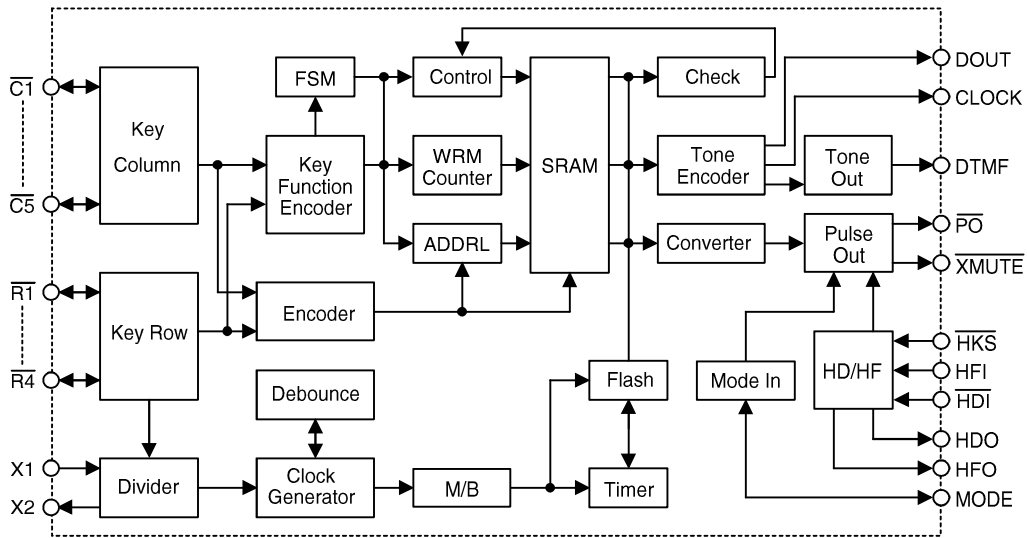 C1
C5
R1
R4
X1
X2
Key
Column
Key Row
Divider
FSM
Key
Function
Encoder
Encoder
Debounce
Clock
Generator
Control
WRM
Counter
ADDRL
M/B
SRAM
Flash
Timer
Check
Tone
Encoder
Converter
Mode In
Tone
Out
Pulse
Out
HD/HF
DOUT
CLOCK
DTMF
PO
XMUTE
HKS
HFI
HDI
HDO
HFO
MODE